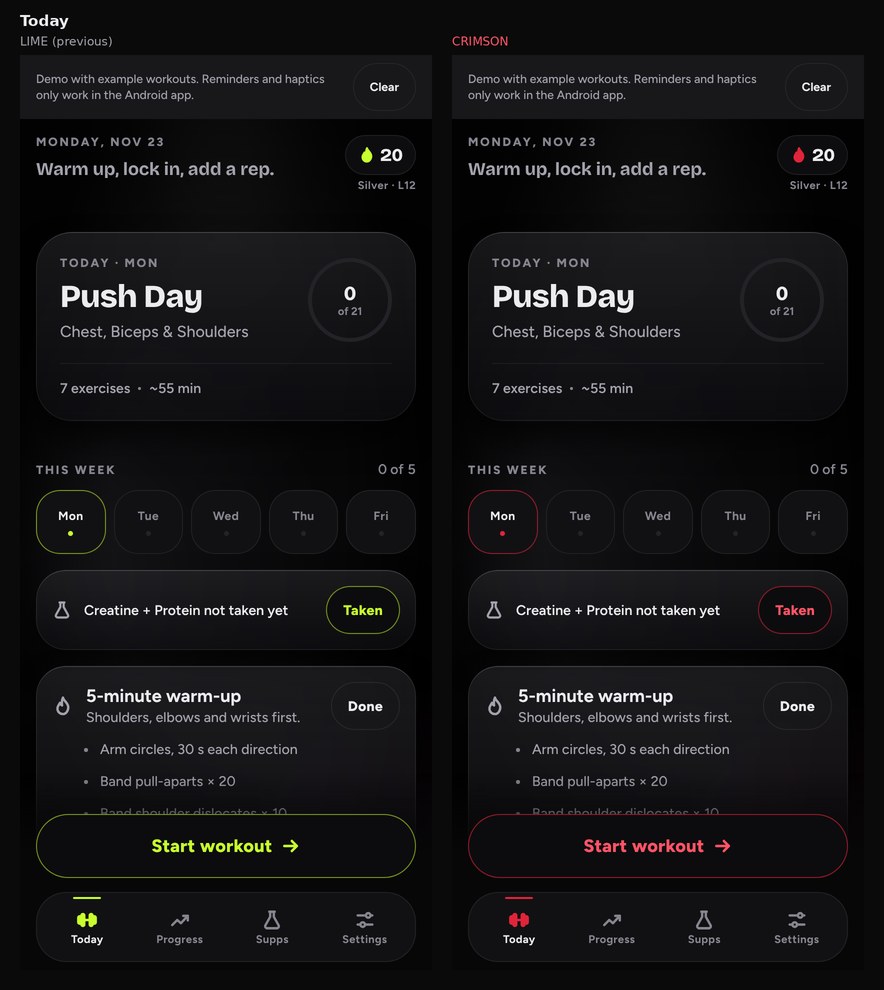 Today
LIME (previous)
Demo with example workouts. Reminders and haptics
only work in the Android app.
Clear
MONDAY, NOV 23
Warm up, lock in, add a rep.
20
Silver · L12
TODAY · MON
Push Day
Chest, Biceps & Shoulders
0
of 21
7 exercises • ~55 min
THIS WEEK
0 of 5
Mon
Tue
Wed
Thu
Fri
Creatine + Protein not taken yet
Taken
5-minute warm-up
Shoulders, elbows and wrists first.
Done
• Arm circles, 30 s each direction
• Band pull-aparts × 20
• Band shoulder dislocates × 10
Start workout →
Today
Progress
Supps
Settings
CRIMSON
Demo with example workouts. Reminders and haptics
only work in the Android app.
Clear
MONDAY, NOV 23
Warm up, lock in, add a rep.
20
Silver · L12
TODAY · MON
Push Day
Chest, Biceps & Shoulders
0
of 21
7 exercises • ~55 min
THIS WEEK
0 of 5
Mon
Tue
Wed
Thu
Fri
Creatine + Protein not taken yet
Taken
5-minute warm-up
Shoulders, elbows and wrists first.
Done
• Arm circles, 30 s each direction
• Band pull-aparts × 20
• Band shoulder dislocates × 10
Start workout →
Today
Progress
Supps
Settings